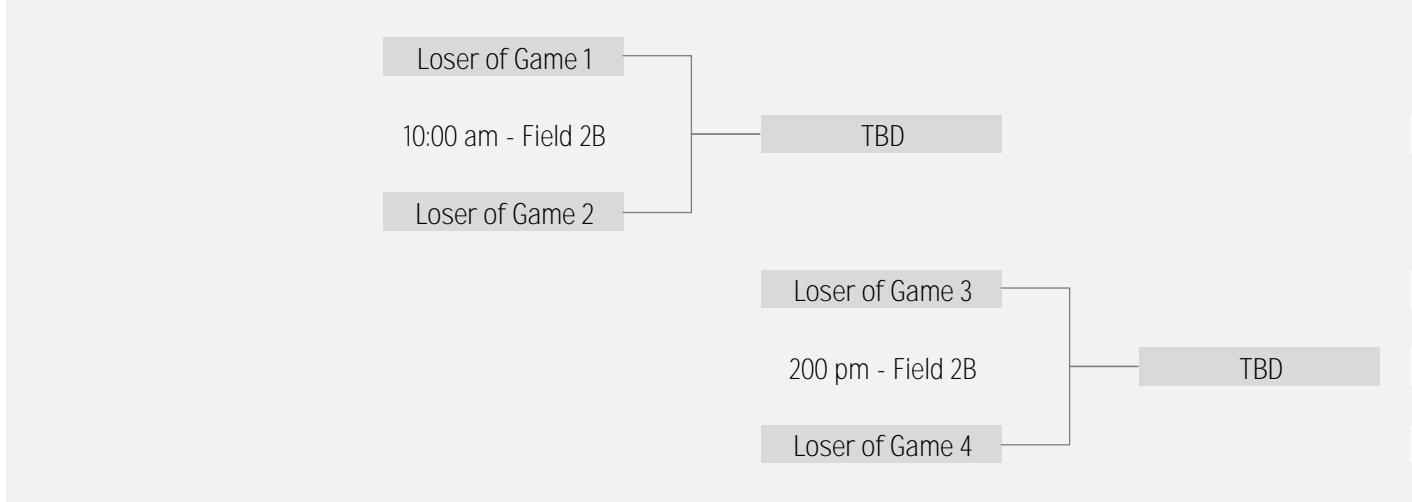 Loser of Game 1
10:00 am - Field 2B
TBD
Loser of Game 2
Loser of Game 3
200 pm - Field 2B
TBD
Loser of Game 4